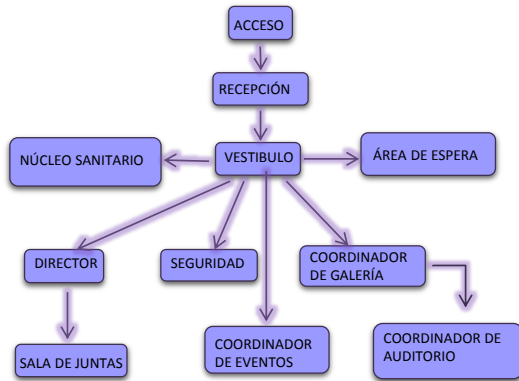 ACCESO
RECEPCIÓN
NÚCLEO SANITARIO
VESTIBULO
ÁREA DE ESPERA
DIRECTOR
SEGURIDAD
COORDINADOR
DE GALERÍA
SALA DE JUNTAS
COORDINADOR
DE EVENTOS
COORDINADOR DE
AUDITORIO